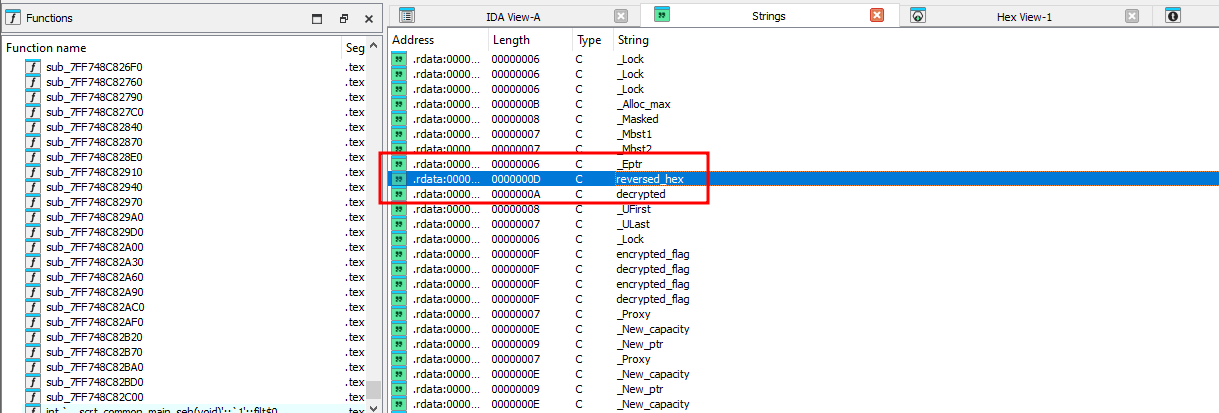 Functions
IDA View-A
Strings
Hex View-1
Function name
Seg
sub_7FF748C826F0 .tex
sub_7FF748C82760 .tex
sub_7FF748C82790 .tex
sub_7FF748C827C0 .tex
sub_7FF748C82840 .tex
sub_7FF748C82870 .tex
sub_7FF748C828E0 .tex
sub_7FF748C82910 .tex
sub_7FF748C82940 .tex
sub_7FF748C82970 .tex
sub_7FF748C829A0 .tex
sub_7FF748C829D0 .tex
sub_7FF748C82A00 .tex
sub_7FF748C82A30 .tex
sub_7FF748C82A60 .tex
sub_7FF748C82A90 .tex
sub_7FF748C82AC0 .tex
sub_7FF748C82AF0 .tex
sub_7FF748C82B20 .tex
sub_7FF748C82B70 .tex
sub_7FF748C82BA0 .tex
sub_7FF748C82BD0 .tex
sub_7FF748C82C00 .tex
int `__scrt_common_main_seh(void)'::`1'::filt$0 .tex
Address Length Type String
.rdata:0000... 00000006 C _Lock
.rdata:0000... 00000006 C _Lock
.rdata:0000... 00000006 C _Lock
.rdata:0000... 0000000B C _Alloc_max
.rdata:0000... 00000008 C _Masked
.rdata:0000... 00000007 C _Mbst1
.rdata:0000... 00000007 C _Mbst2
.rdata:0000... 00000006 C _Eptr
.rdata:0000... 0000000D C reversed_hex
.rdata:0000... 0000000A C decrypted
.rdata:0000... 00000008 C _UFirst
.rdata:0000... 00000007 C _ULast
.rdata:0000... 00000006 C _Lock
.rdata:0000... 0000000F C encrypted_flag
.rdata:0000... 0000000F C decrypted_flag
.rdata:0000... 0000000F C encrypted_flag
.rdata:0000... 0000000F C decrypted_flag
.rdata:0000... 00000007 C _Proxy
.rdata:0000... 0000000E C _New_capacity
.rdata:0000... 00000009 C _New_ptr
.rdata:0000... 00000007 C _Proxy
.rdata:0000... 0000000E C _New_capacity
.rdata:0000... 00000009 C _New_ptr
.rdata:0000... 0000000E C _New_capacity